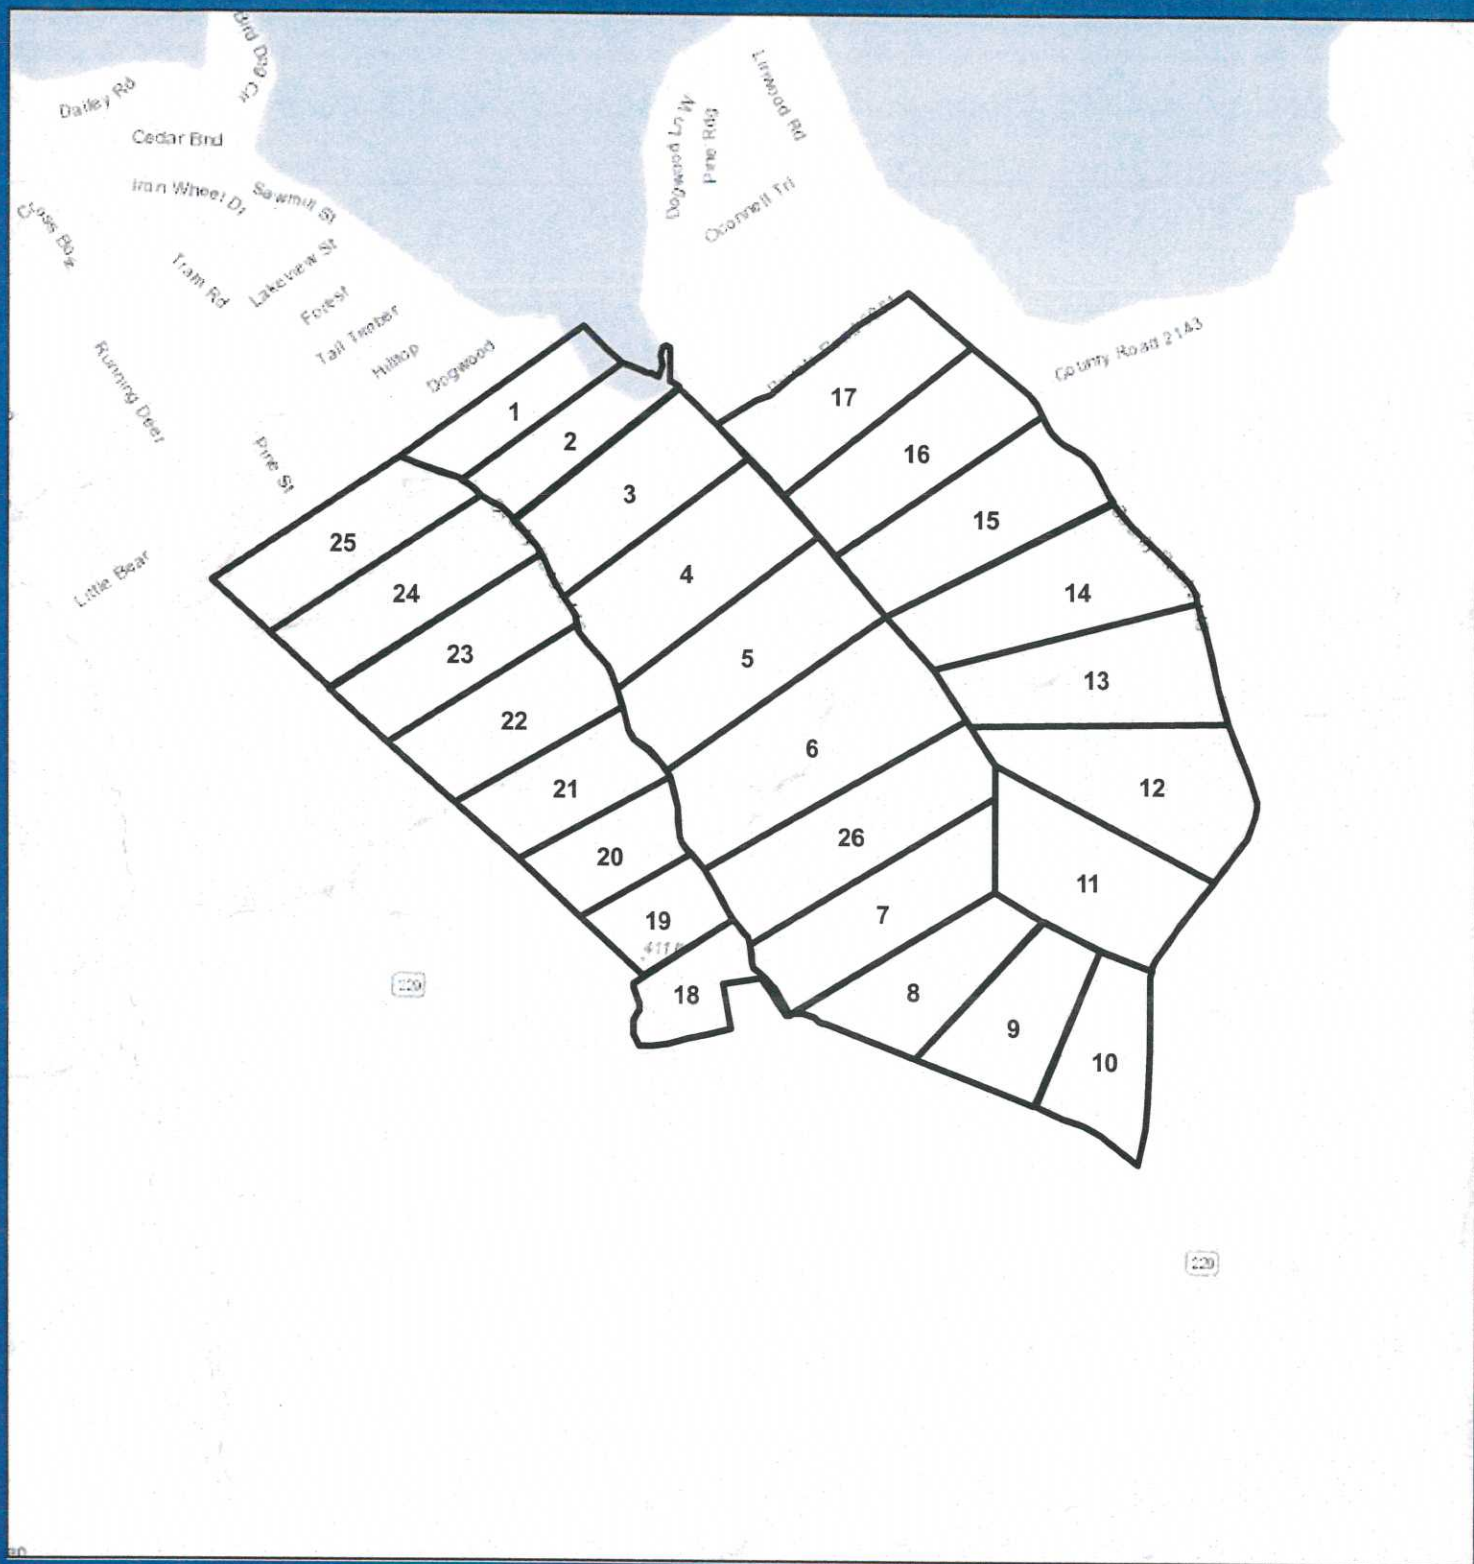 Bird Dog Cir
Dailey Rd
Cedar Bnd
Iron Wheel Dr
Sawmill St
Linwood Rd
Dogwood Ln W
Pine Rdg
Oconnell Trl
Tram Rd
Lakeview St
Forest
Tall Timber
Hilltop
Dogwood
Running Deer
Pine St
Little Bear
County Road 2143
17
1
2
16
3
15
25
4
24
14
5
23
13
22
6
12
21
26
20
11
7
19
411 ft
18
8
9
10
229
229